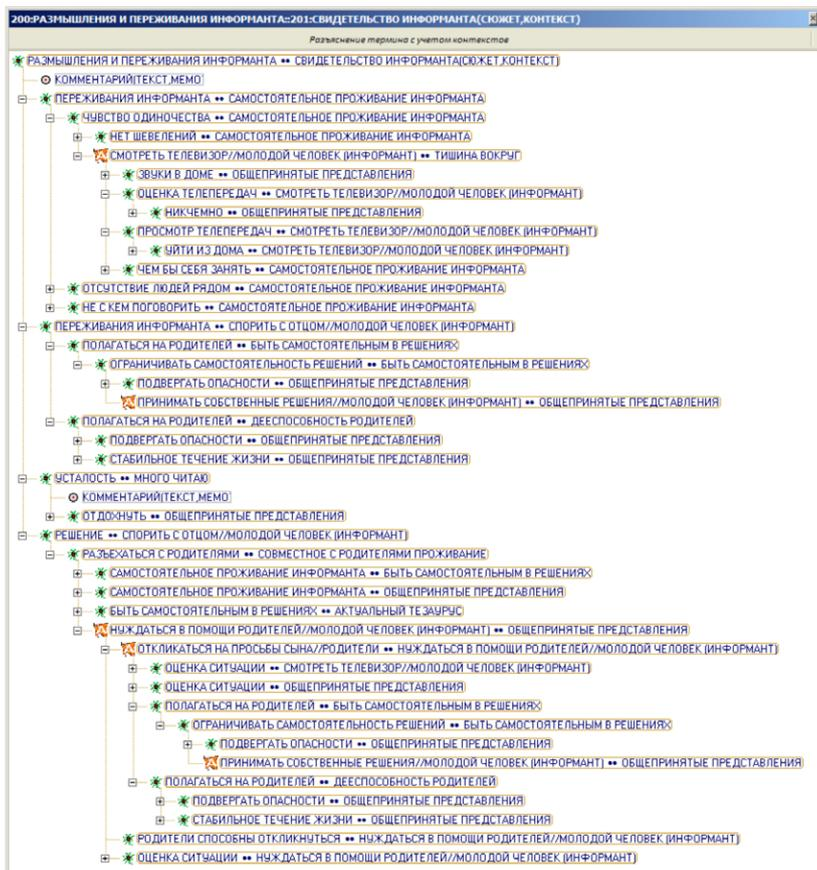 200:РАЗМЫШЛЕНИЯ И ПЕРЕЖИВАНИЯ ИНФОРМАНТА::201:СВИДЕТЕЛЬСТВО ИНФОРМАНТА(СЮЖЕТ,КОНТЕКСТ)
Разъяснение термина с учетом контекстов
РАЗМЫШЛЕНИЯ И ПЕРЕЖИВАНИЯ ИНФОРМАНТА •• СВИДЕТЕЛЬСТВО ИНФОРМАНТА(СЮЖЕТ,КОНТЕКСТ)
КОММЕНТАРИЙ(ТЕКСТ,МЕМО)
ПЕРЕЖИВАНИЯ ИНФОРМАНТА •• САМОСТОЯТЕЛЬНОЕ ПРОЖИВАНИЕ ИНФОРМАНТА
ЧУВСТВО ОДИНОЧЕСТВА •• САМОСТОЯТЕЛЬНОЕ ПРОЖИВАНИЕ ИНФОРМАНТА
НЕТ ШЕВЕЛЕНИЙ •• САМОСТОЯТЕЛЬНОЕ ПРОЖИВАНИЕ ИНФОРМАНТА
СМОТРЕТЬ ТЕЛЕВИЗОР//МОЛОДОЙ ЧЕЛОВЕК (ИНФОРМАНТ) •• ТИШИНА ВОКРУГ
ЗВУКИ В ДОМЕ •• ОБЩЕПРИНЯТЫЕ ПРЕДСТАВЛЕНИЯ
ОЦЕНКА ТЕЛЕПЕРЕДАЧ •• СМОТРЕТЬ ТЕЛЕВИЗОР//МОЛОДОЙ ЧЕЛОВЕК (ИНФОРМАНТ)
НИКЧЕМНО •• ОБЩЕПРИНЯТЫЕ ПРЕДСТАВЛЕНИЯ
ПРОСМОТР ТЕЛЕПЕРЕДАЧ •• СМОТРЕТЬ ТЕЛЕВИЗОР//МОЛОДОЙ ЧЕЛОВЕК (ИНФОРМАНТ)
УЙТИ ИЗ ДОМА •• СМОТРЕТЬ ТЕЛЕВИЗОР//МОЛОДОЙ ЧЕЛОВЕК (ИНФОРМАНТ)
ЧЕМ БЫ СЕБЯ ЗАНЯТЬ •• САМОСТОЯТЕЛЬНОЕ ПРОЖИВАНИЕ ИНФОРМАНТА
ОТСУТСТВИЕ ЛЮДЕЙ РЯДОМ •• САМОСТОЯТЕЛЬНОЕ ПРОЖИВАНИЕ ИНФОРМАНТА
НЕ С КЕМ ПОГОВОРИТЬ •• САМОСТОЯТЕЛЬНОЕ ПРОЖИВАНИЕ ИНФОРМАНТА
ПЕРЕЖИВАНИЯ ИНФОРМАНТА •• СПОРИТЬ С ОТЦОМ//МОЛОДОЙ ЧЕЛОВЕК (ИНФОРМАНТ)
ПОЛАГАТЬСЯ НА РОДИТЕЛЕЙ •• БЫТЬ САМОСТОЯТЕЛЬНЫМ В РЕШЕНИЯХ
ОГРАНИЧИВАТЬ САМОСТОЯТЕЛЬНОСТЬ РЕШЕНИЙ •• БЫТЬ САМОСТОЯТЕЛЬНЫМ В РЕШЕНИЯХ
ПОДВЕРГАТЬ ОПАСНОСТИ •• ОБЩЕПРИНЯТЫЕ ПРЕДСТАВЛЕНИЯ
ПРИНИМАТЬ СОБСТВЕННЫЕ РЕШЕНИЯ//МОЛОДОЙ ЧЕЛОВЕК (ИНФОРМАНТ) •• ОБЩЕПРИНЯТЫЕ ПРЕДСТАВЛЕНИЯ
ПОЛАГАТЬСЯ НА РОДИТЕЛЕЙ •• ДЕЕСПОСОБНОСТЬ РОДИТЕЛЕЙ
ПОДВЕРГАТЬ ОПАСНОСТИ •• ОБЩЕПРИНЯТЫЕ ПРЕДСТАВЛЕНИЯ
СТАБИЛЬНОЕ ТЕЧЕНИЕ ЖИЗНИ •• ОБЩЕПРИНЯТЫЕ ПРЕДСТАВЛЕНИЯ
УСТАЛОСТЬ •• МНОГО ЧИТАЮ
КОММЕНТАРИЙ(ТЕКСТ,МЕМО)
ОТДОХНУТЬ •• ОБЩЕПРИНЯТЫЕ ПРЕДСТАВЛЕНИЯ
РЕШЕНИЕ •• СПОРИТЬ С ОТЦОМ//МОЛОДОЙ ЧЕЛОВЕК (ИНФОРМАНТ)
РАЗЪЕХАТЬСЯ С РОДИТЕЛЯМИ •• СОВМЕСТНОЕ С РОДИТЕЛЯМИ ПРОЖИВАНИЕ
САМОСТОЯТЕЛЬНОЕ ПРОЖИВАНИЕ ИНФОРМАНТА •• БЫТЬ САМОСТОЯТЕЛЬНЫМ В РЕШЕНИЯХ
САМОСТОЯТЕЛЬНОЕ ПРОЖИВАНИЕ ИНФОРМАНТА •• ОБЩЕПРИНЯТЫЕ ПРЕДСТАВЛЕНИЯ
БЫТЬ САМОСТОЯТЕЛЬНЫМ В РЕШЕНИЯХ •• АКТУАЛЬНЫЙ ТЕЗАУРУС
НУЖДАТЬСЯ В ПОМОЩИ РОДИТЕЛЕЙ//МОЛОДОЙ ЧЕЛОВЕК (ИНФОРМАНТ) •• ОБЩЕПРИНЯТЫЕ ПРЕДСТАВЛЕНИЯ
ОТКЛИКАТЬСЯ НА ПРОСЬБЫ СЫНА//РОДИТЕЛИ •• НУЖДАТЬСЯ В ПОМОЩИ РОДИТЕЛЕЙ//МОЛОДОЙ ЧЕЛОВЕК (ИНФОРМАНТ)
ОЦЕНКА СИТУАЦИИ •• СМОТРЕТЬ ТЕЛЕВИЗОР//МОЛОДОЙ ЧЕЛОВЕК (ИНФОРМАНТ)
ОЦЕНКА СИТУАЦИИ •• ОБЩЕПРИНЯТЫЕ ПРЕДСТАВЛЕНИЯ
ПОЛАГАТЬСЯ НА РОДИТЕЛЕЙ •• БЫТЬ САМОСТОЯТЕЛЬНЫМ В РЕШЕНИЯХ
ОГРАНИЧИВАТЬ САМОСТОЯТЕЛЬНОСТЬ РЕШЕНИЙ •• БЫТЬ САМОСТОЯТЕЛЬНЫМ В РЕШЕНИЯХ
ПОДВЕРГАТЬ ОПАСНОСТИ •• ОБЩЕПРИНЯТЫЕ ПРЕДСТАВЛЕНИЯ
ПРИНИМАТЬ СОБСТВЕННЫЕ РЕШЕНИЯ//МОЛОДОЙ ЧЕЛОВЕК (ИНФОРМАНТ) •• ОБЩЕПРИНЯТЫЕ ПРЕДСТАВЛЕНИЯ
ПОЛАГАТЬСЯ НА РОДИТЕЛЕЙ •• ДЕЕСПОСОБНОСТЬ РОДИТЕЛЕЙ
ПОДВЕРГАТЬ ОПАСНОСТИ •• ОБЩЕПРИНЯТЫЕ ПРЕДСТАВЛЕНИЯ
СТАБИЛЬНОЕ ТЕЧЕНИЕ ЖИЗНИ •• ОБЩЕПРИНЯТЫЕ ПРЕДСТАВЛЕНИЯ
РОДИТЕЛИ СПОСОБНЫ ОТКЛИКНУТЬСЯ •• НУЖДАТЬСЯ В ПОМОЩИ РОДИТЕЛЕЙ//МОЛОДОЙ ЧЕЛОВЕК (ИНФОРМАНТ)
ОЦЕНКА СИТУАЦИИ •• НУЖДАТЬСЯ В ПОМОЩИ РОДИТЕЛЕЙ//МОЛОДОЙ ЧЕЛОВЕК (ИНФОРМАНТ)